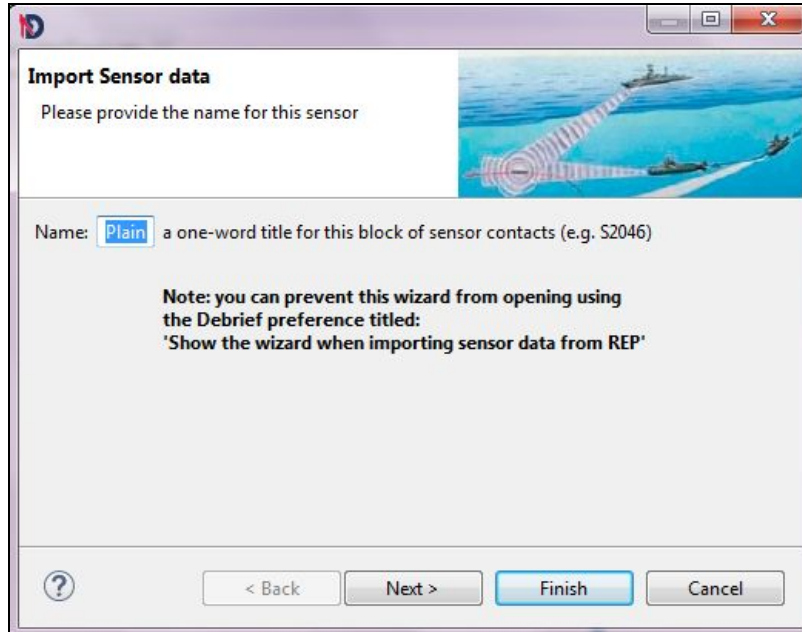 Import Sensor data
Please provide the name for this sensor
Name: Plain a one-word title for this block of sensor contacts (e.g. S2046)
Note: you can prevent this wizard from opening using
the Debrief preference titled:
'Show the wizard when importing sensor data from REP'
? < Back Next > Finish Cancel